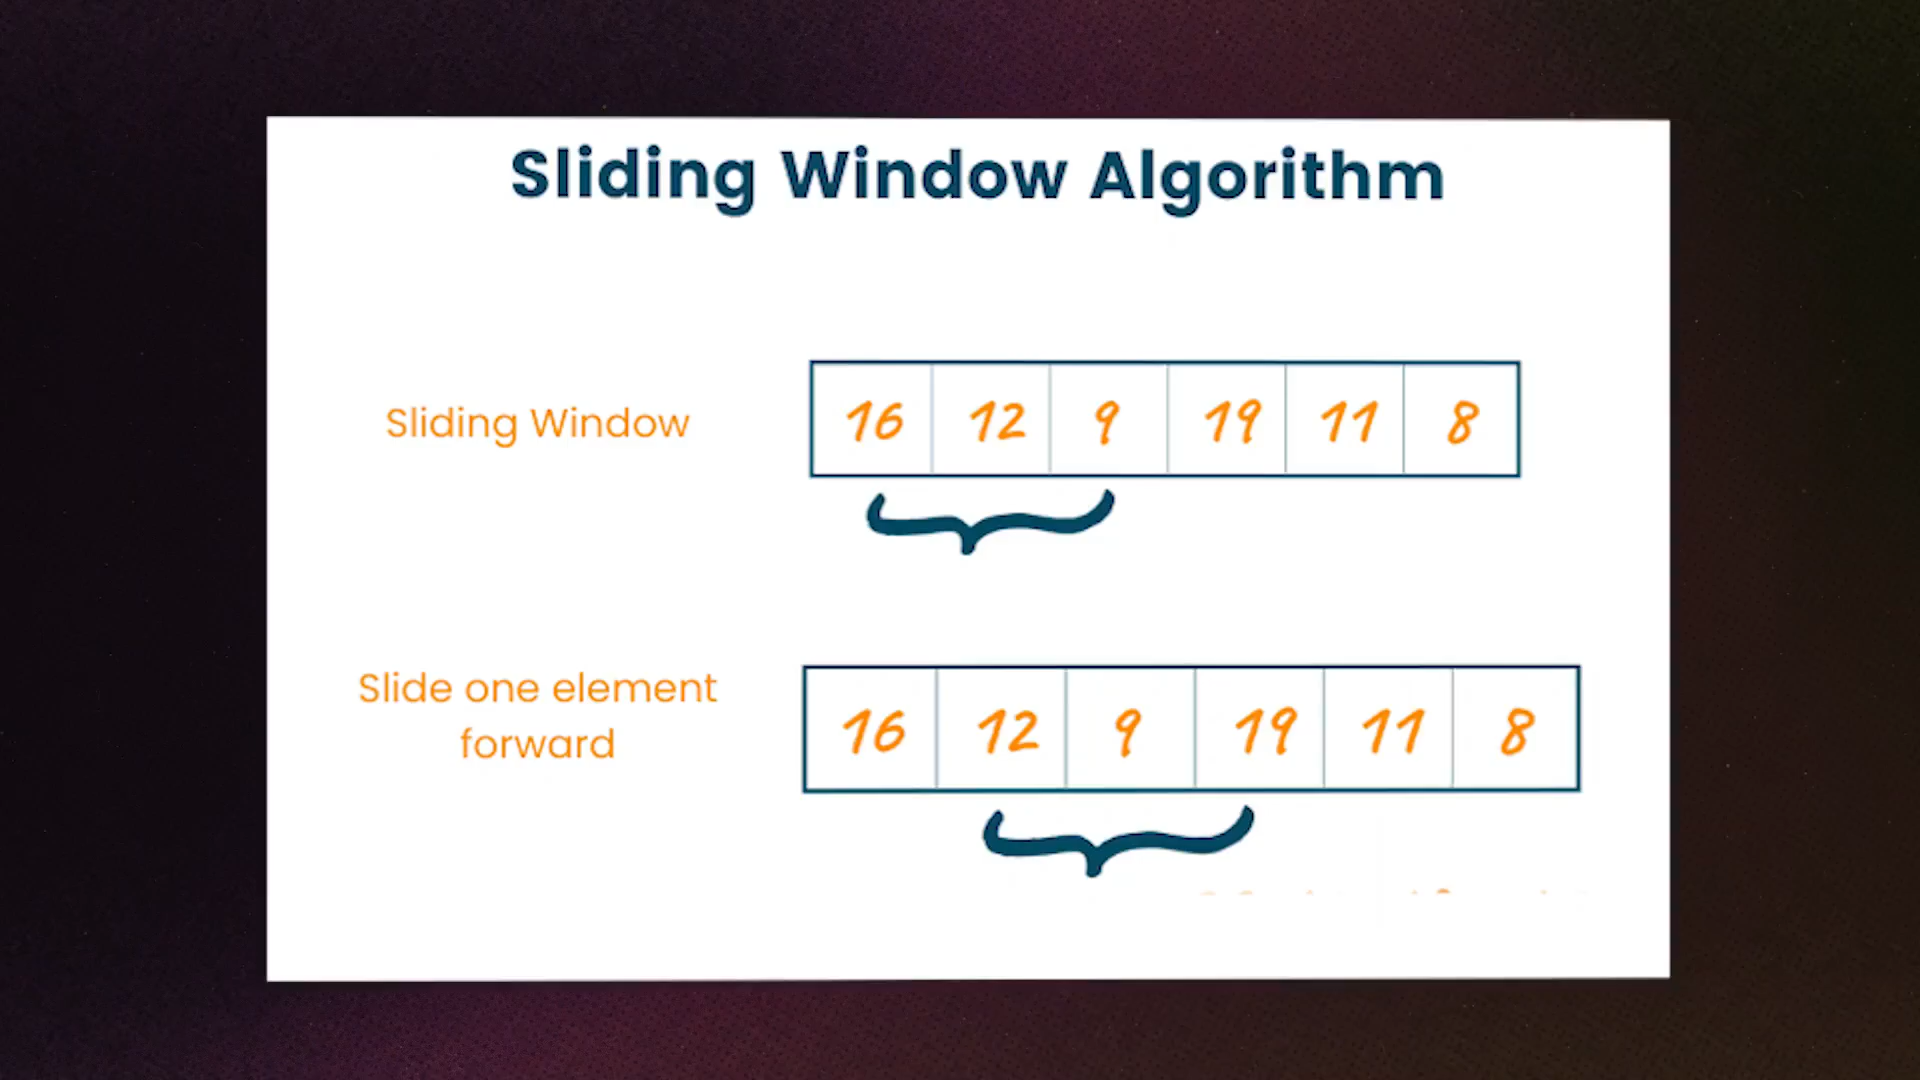 Sliding Window Algorithm
Sliding Window
16 12 9 19 11 8
Slide one element
forward
16 12 9 19 11 8